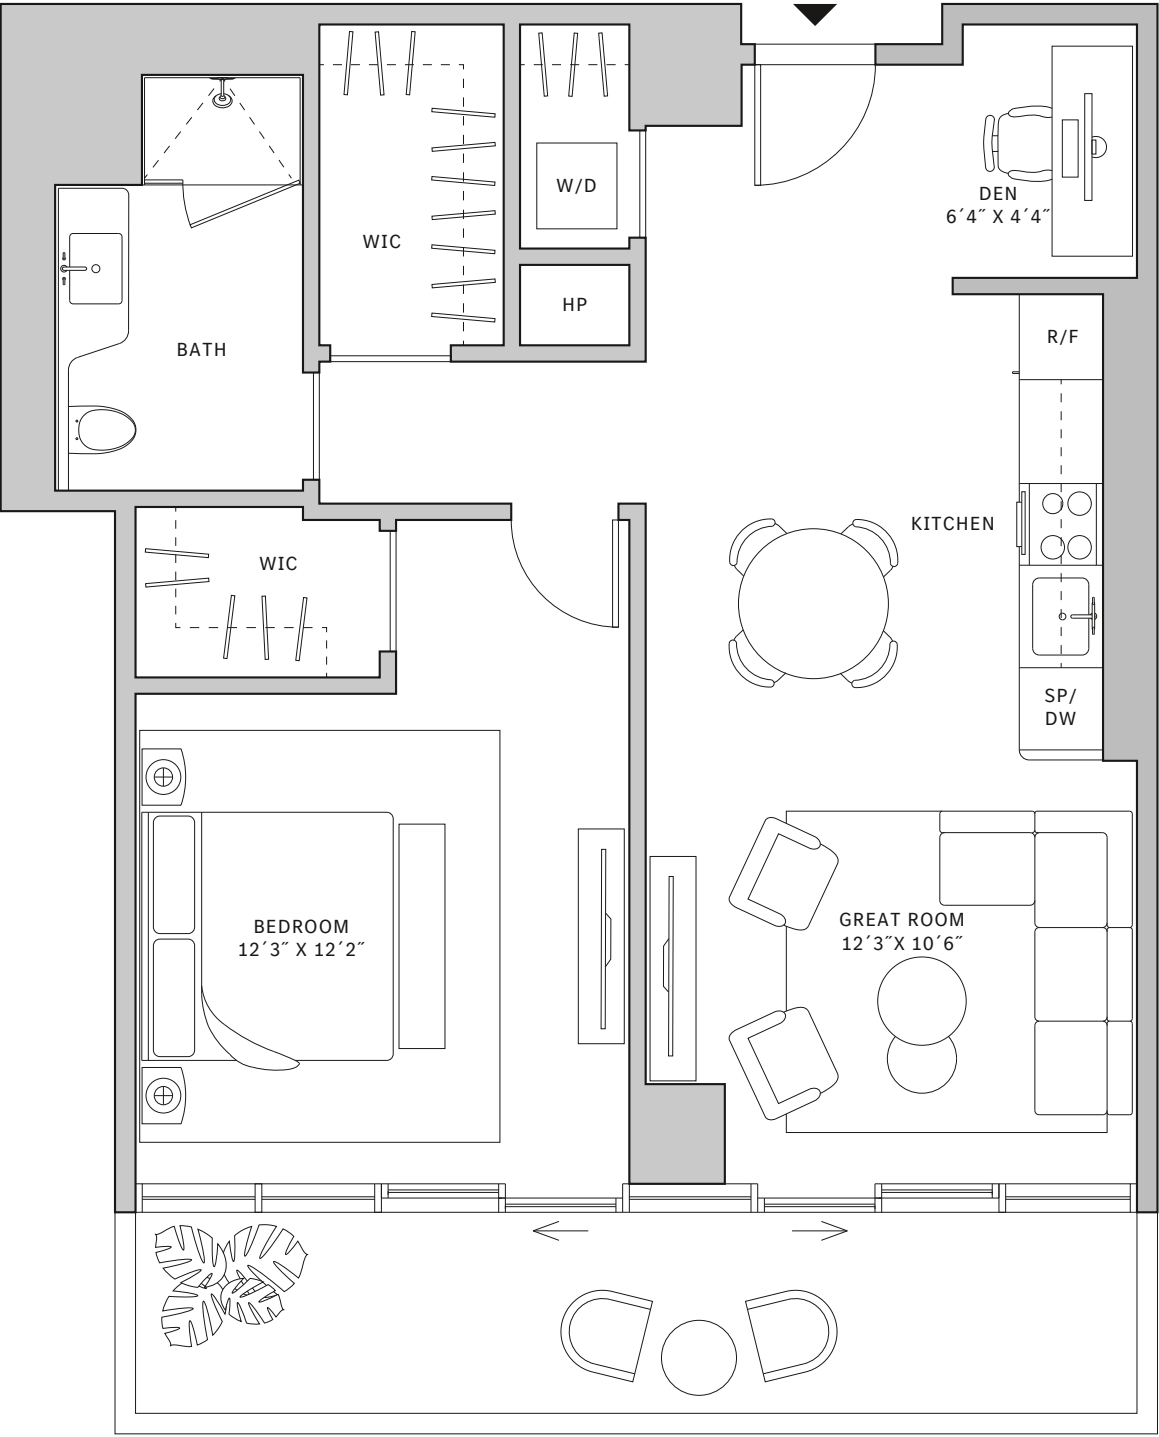 W/D
DEN
6´4˝ X 4´4˝
WIC
HP
R/F
BATH
KITCHEN
WIC
SP/
DW
BEDROOM
12´3˝ X 12´2˝
GREAT ROOM
12´3˝X 10´6˝